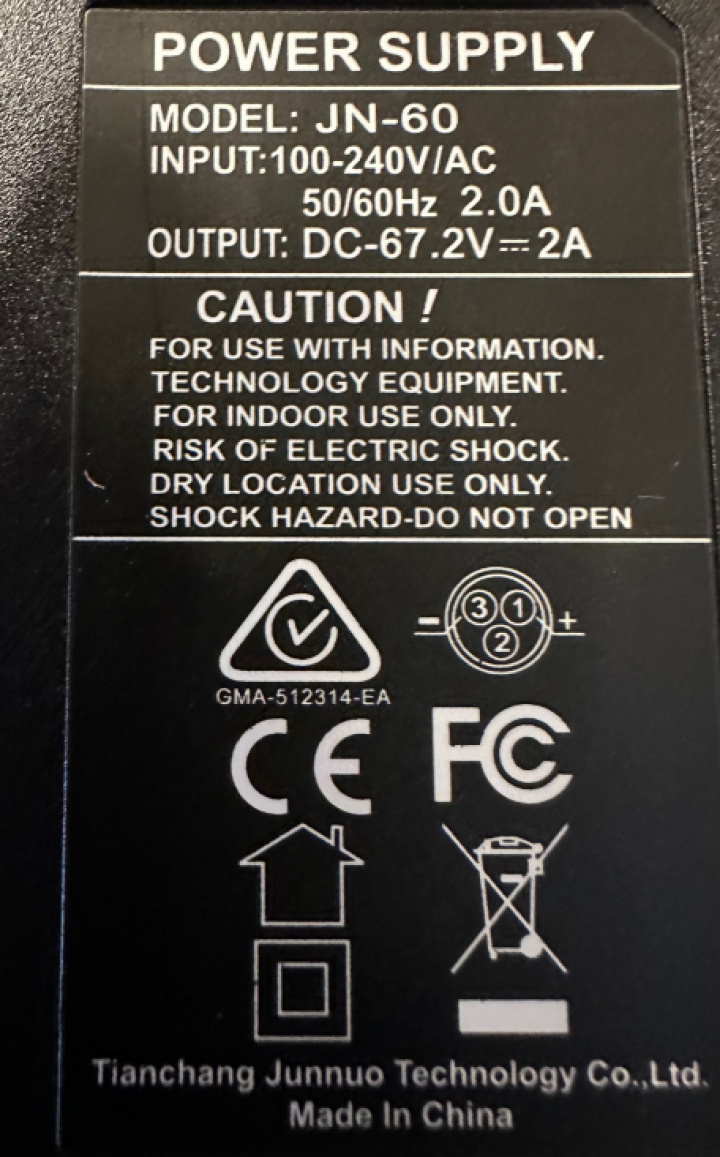 POWER SUPPLY
MODEL: JN-60
INPUT:100-240V/AC
50/60Hz 2.0A
OUTPUT: DC-67.2V⎓2A
CAUTION !
FOR USE WITH INFORMATION.
TECHNOLOGY EQUIPMENT.
FOR INDOOR USE ONLY.
RISK OF ELECTRIC SHOCK.
DRY LOCATION USE ONLY.
SHOCK HAZARD-DO NOT OPEN
- 3 1 +
2
GMA-512314-EA
CE FC
Tianchang Junnuo Technology Co.,Ltd.
Made In China